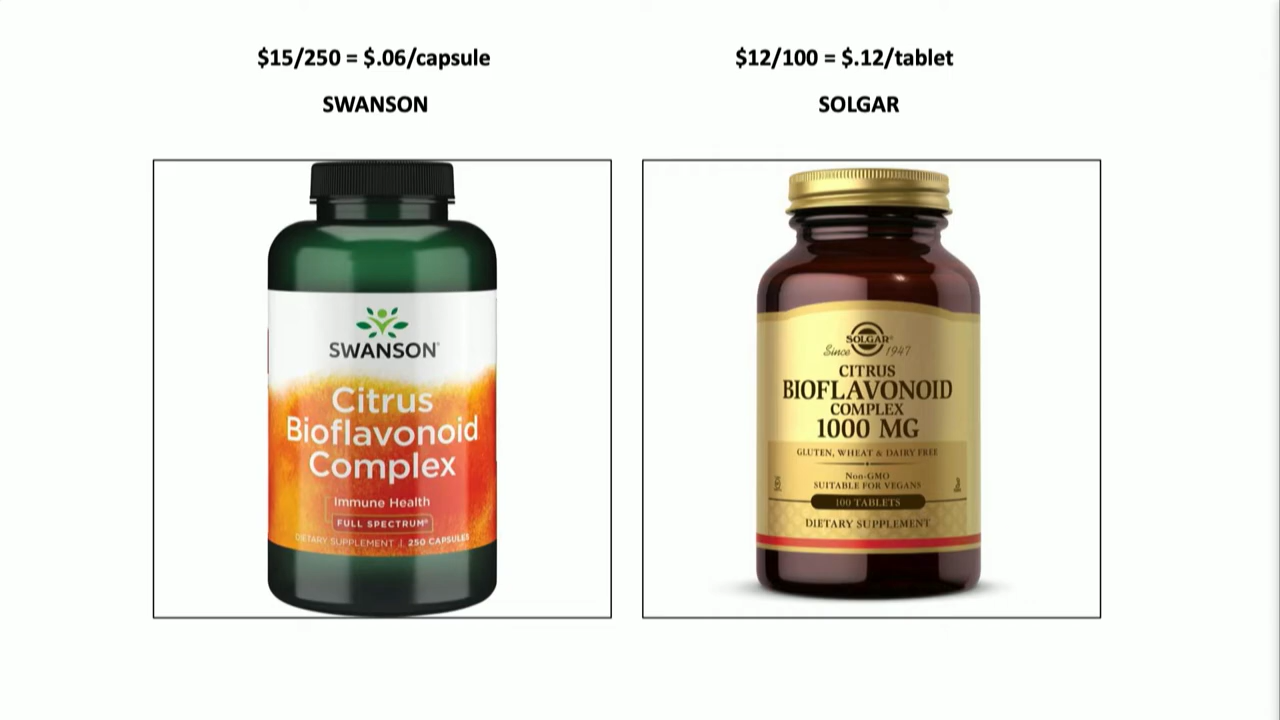 $15/250 = $.06/capsule
SWANSON
SWANSON
Citrus
Bioflavonoid
Complex
Immune Health
FULL SPECTRUM®
DIETARY SUPPLEMENT | 250 CAPSULES
$12/100 = $.12/tablet
SOLGAR
SOLGAR
Since 1947
CITRUS
BIOFLAVONOID
COMPLEX
1000 MG
GLUTEN, WHEAT & DAIRY FREE
Non-GMO
SUITABLE FOR VEGANS
100 TABLETS
DIETARY SUPPLEMENT